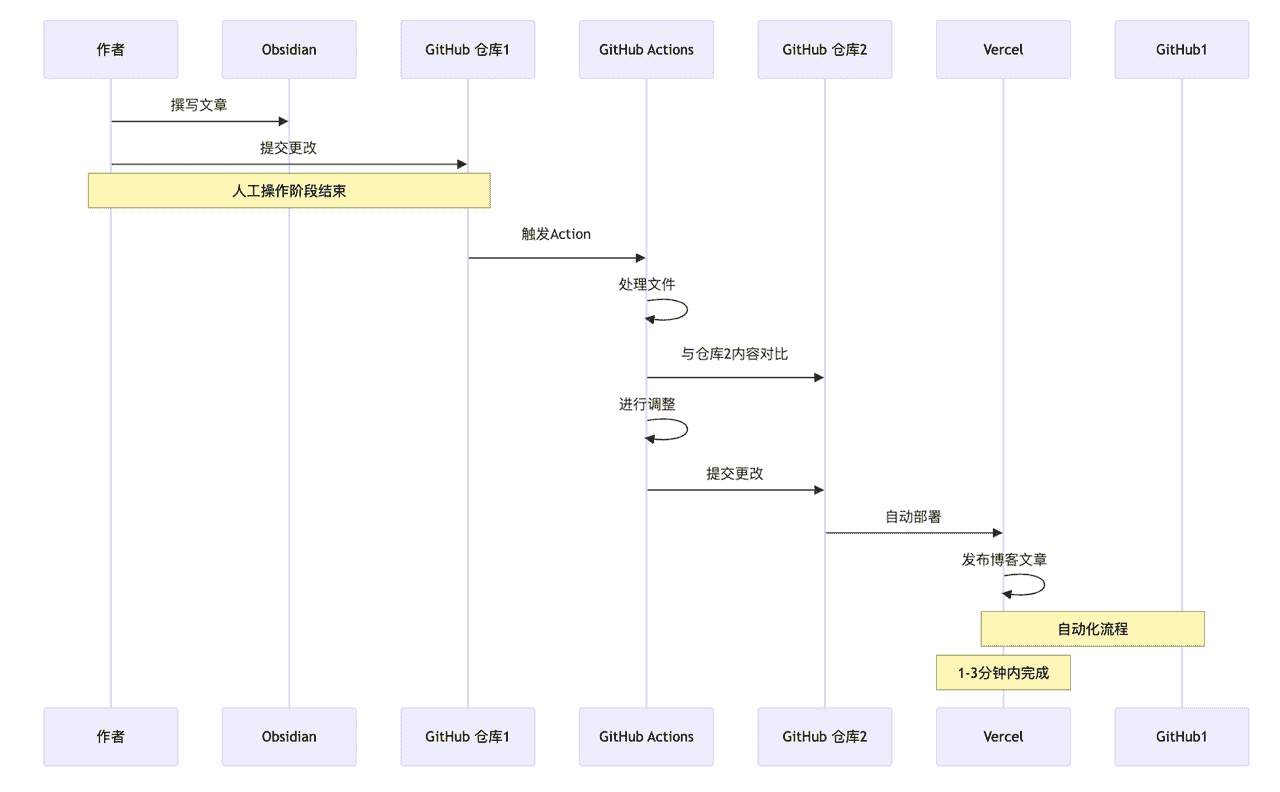 作者
Obsidian
GitHub 仓库1
GitHub Actions
GitHub 仓库2
Vercel
GitHub1
撰写文章
提交更改
人工操作阶段结束
触发Action
处理文件
与仓库2内容对比
进行调整
提交更改
自动部署
发布博客文章
自动化流程
1-3分钟内完成
作者
Obsidian
GitHub 仓库1
GitHub Actions
GitHub 仓库2
Vercel
GitHub1